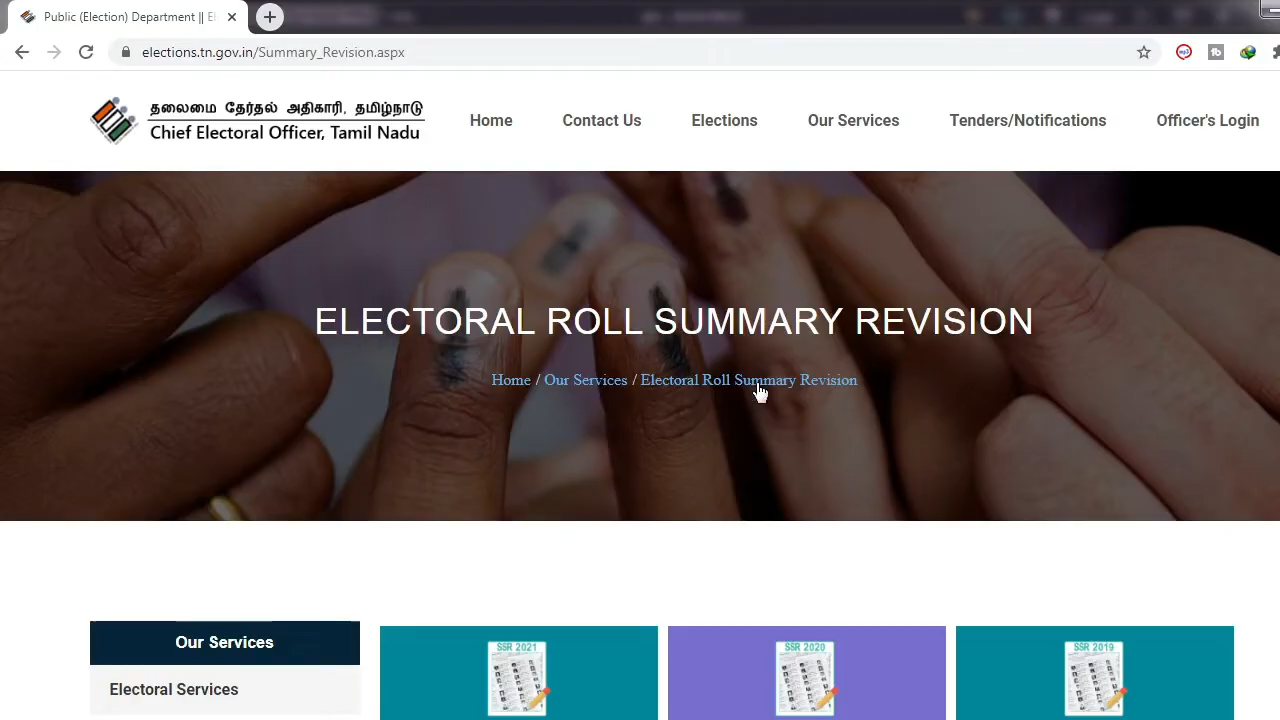 Public (Election) Department || El
elections.tn.gov.in/Summary_Revision.aspx
தலைமை தேர்தல் அதிகாரி, தமிழ்நாடு
Chief Electoral Officer, Tamil Nadu
Home
Contact Us
Elections
Our Services
Tenders/Notifications
Officer's Login
ELECTORAL ROLL SUMMARY REVISION
Home / Our Services / Electoral Roll Summary Revision
Our Services
Electoral Services
SSR 2021
SSR 2020
SSR 2019